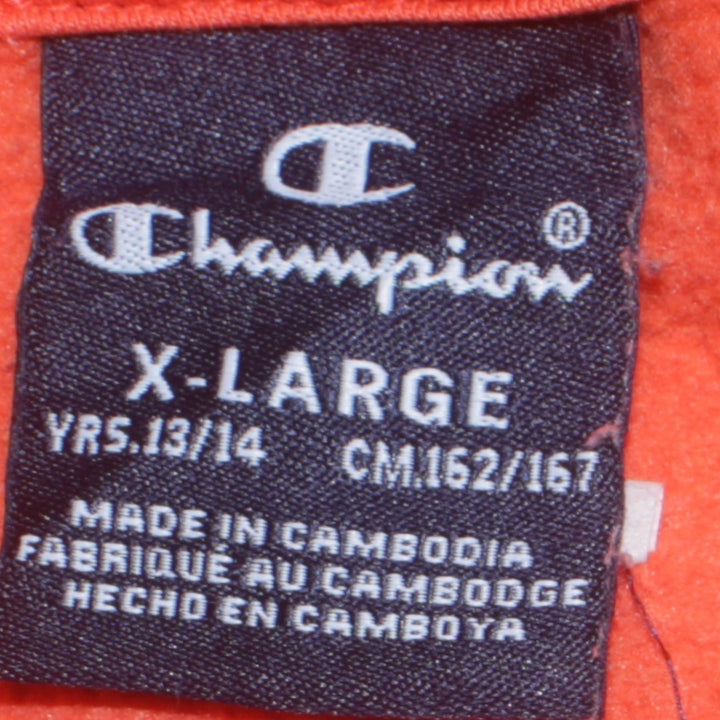 Champion®
X-LARGE
YRS.13/14 CM.162/167
MADE IN CAMBODIA
FABRIQUÉ AU CAMBODGE
HECHO EN CAMBOYA